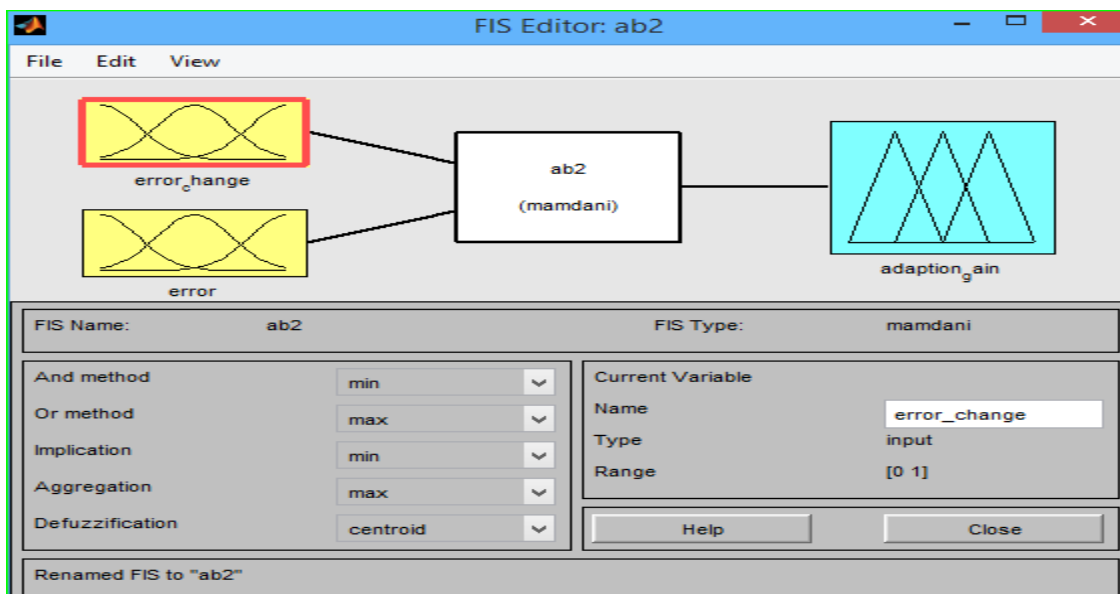 FIS Editor: ab2
File Edit View
error_change
error
ab2
(mamdani)
adaption_gain
FIS Name: ab2 FIS Type: mamdani
And method min
Or method max
Implication min
Aggregation max
Defuzzification centroid
Current Variable
Name error_change
Type input
Range [0 1]
Help Close
Renamed FIS to "ab2"